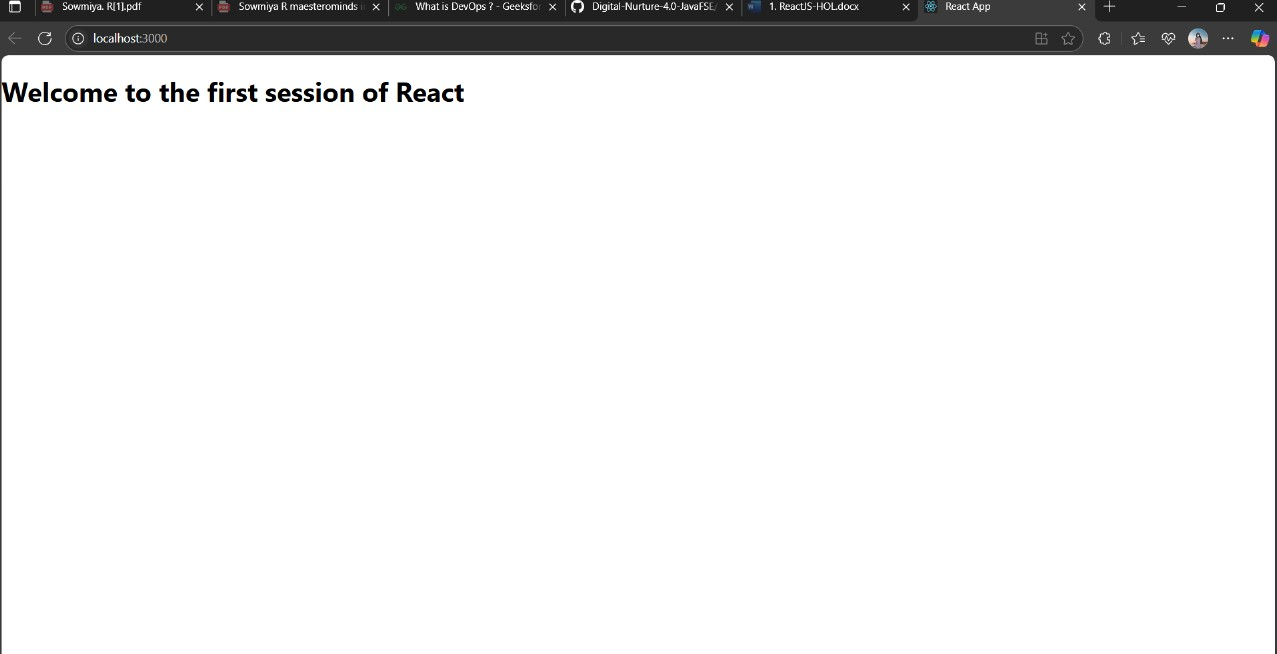 Sowmiya. R[1].pdf
Sowmiya R maesterominds i
What is DevOps ? - Geeksfor
Digital-Nurture-4.0-JavaFSE/
1. ReactJS-HOL.docx
React App
localhost:3000
Welcome to the first session of React